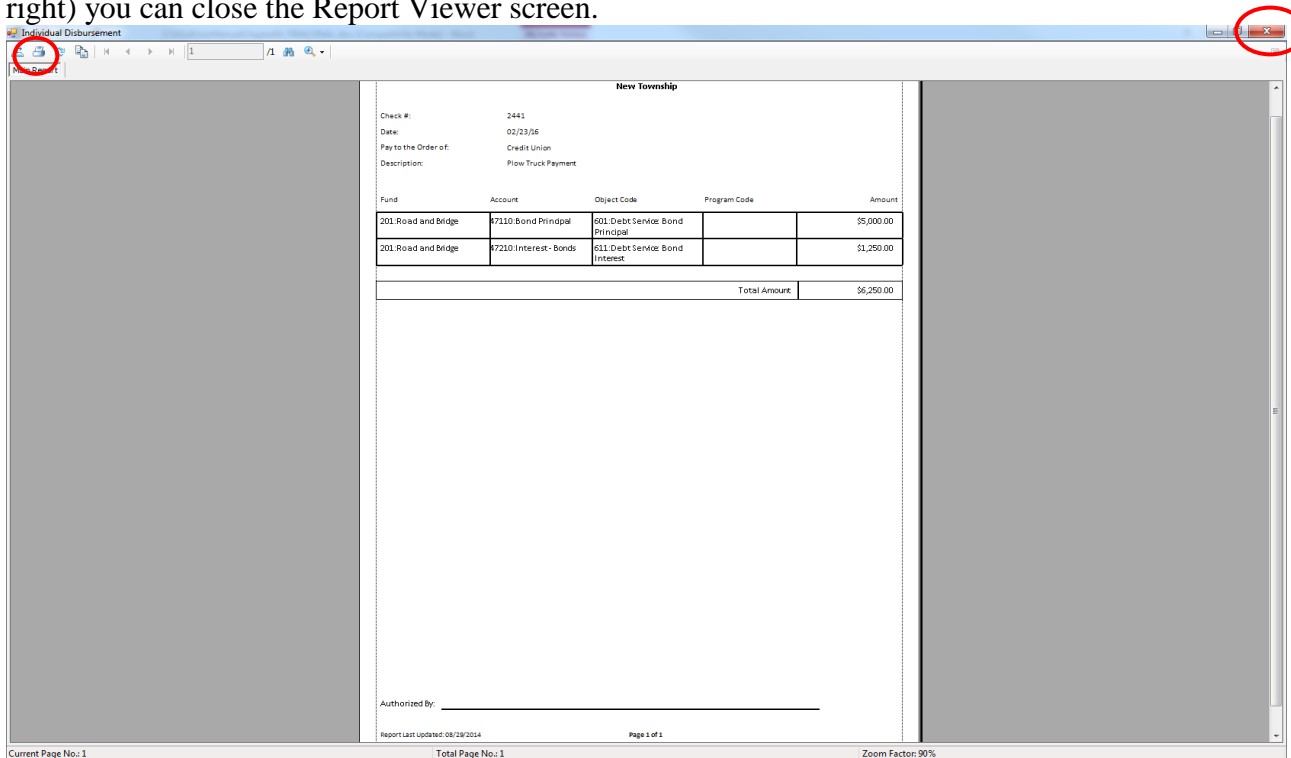 right) you can close the Report Viewer screen.
Individual Disbursement
1 /1
Main Report
New Township
Check #: 2441
Date: 02/23/16
Pay to the Order of: Credit Union
Description: Plow Truck Payment
Fund Account Object Code Program Code Amount
201:Road and Bridge 47110:Bond Principal 601:Debt Service: Bond Principal $5,000.00
201:Road and Bridge 47210:Interest - Bonds 611:Debt Service: Bond Interest $1,250.00
Total Amount $6,250.00
Authorized By:
Report Last Updated: 08/29/2014 Page 1 of 1
Current Page No.: 1 Total Page No.: 1 Zoom Factor: 90%